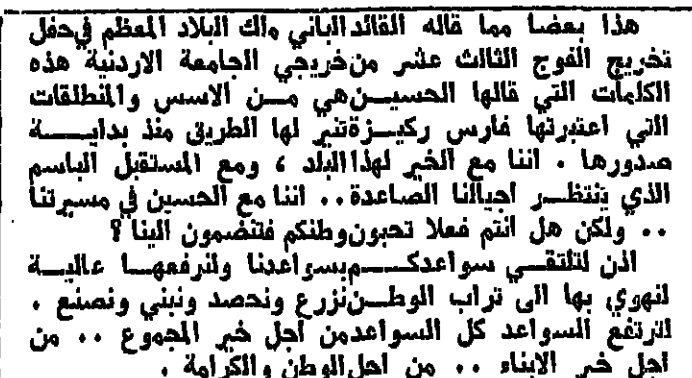 هذا بعضا مما قاله القائد الباني ملك البلاد المعظم في حفل
تخريج الفوج الثالث عشر من خريجي الجامعة الاردنية هذه
الكلمات التي قالها الحسين هي من الاسس والمنطلقات
التي اعتبرتها فارس ركيزة تنير لها الطريق منذ بداية
صدورها . اننا مع الخير لهذا البلد ، ومع المستقبل الباسم
الذي ينتظر اجيالنا الصاعدة .. اننا مع الحسين في مسيرتنا
.. ولكن هل انتم فعلا تحبون وطنكم فتنضمون الينا ؟
اذن لتلتقي سواعدكم بسواعدنا ولنرفعها عالية
لنهوي بها الى تراب الوطن نزرع ونحصد ونبني ونصنع .
لترتفع السواعد كل السواعد من اجل خير المجموع .. من
اجل خير الابناء .. من اجل الوطن والكرامة .